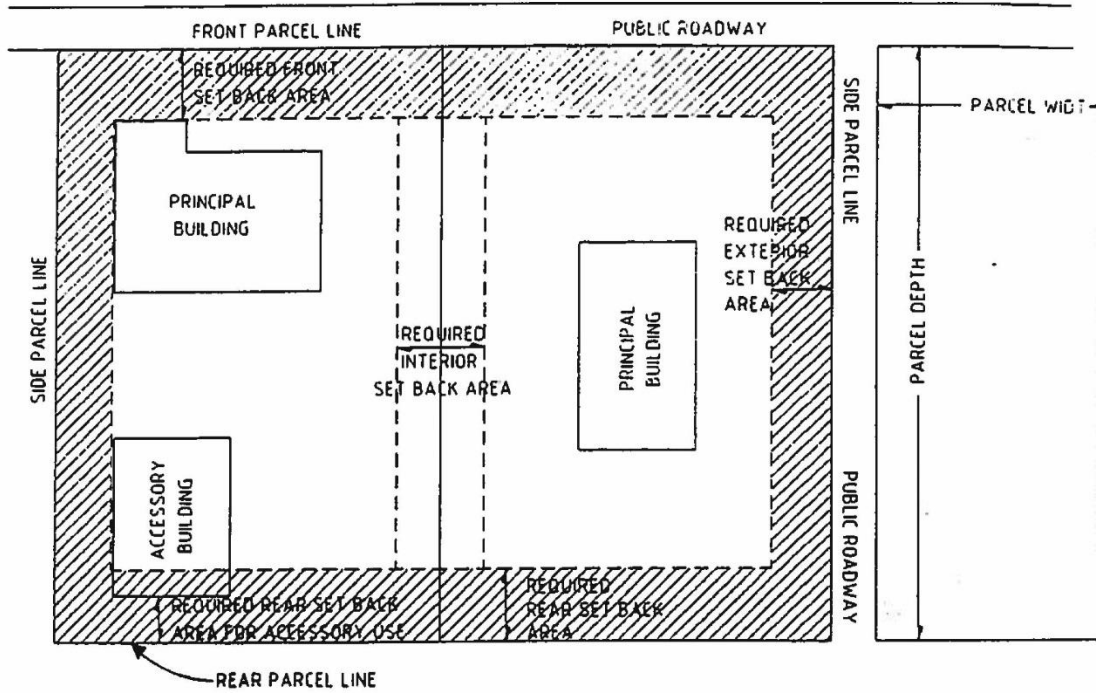 FRONT PARCEL LINE
PUBLIC ROADWAY
REQUIRED FRONT
SET BACK AREA
SIDE PARCEL LINE
PARCEL WIDT
PRINCIPAL
BUILDING
REQUIRED
EXTERIOR
SET BACK
AREA
PARCEL DEPTH
SIDE PARCEL LINE
REQUIRED
INTERIOR
SET BACK AREA
PRINCIPAL
BUILDING
ACCESSORY
BUILDING
PUBLIC ROADWAY
REQUIRED REAR SET BACK
AREA FOR ACCESSORY USE
REQUIRED
REAR SET BACK
AREA
REAR PARCEL LINE